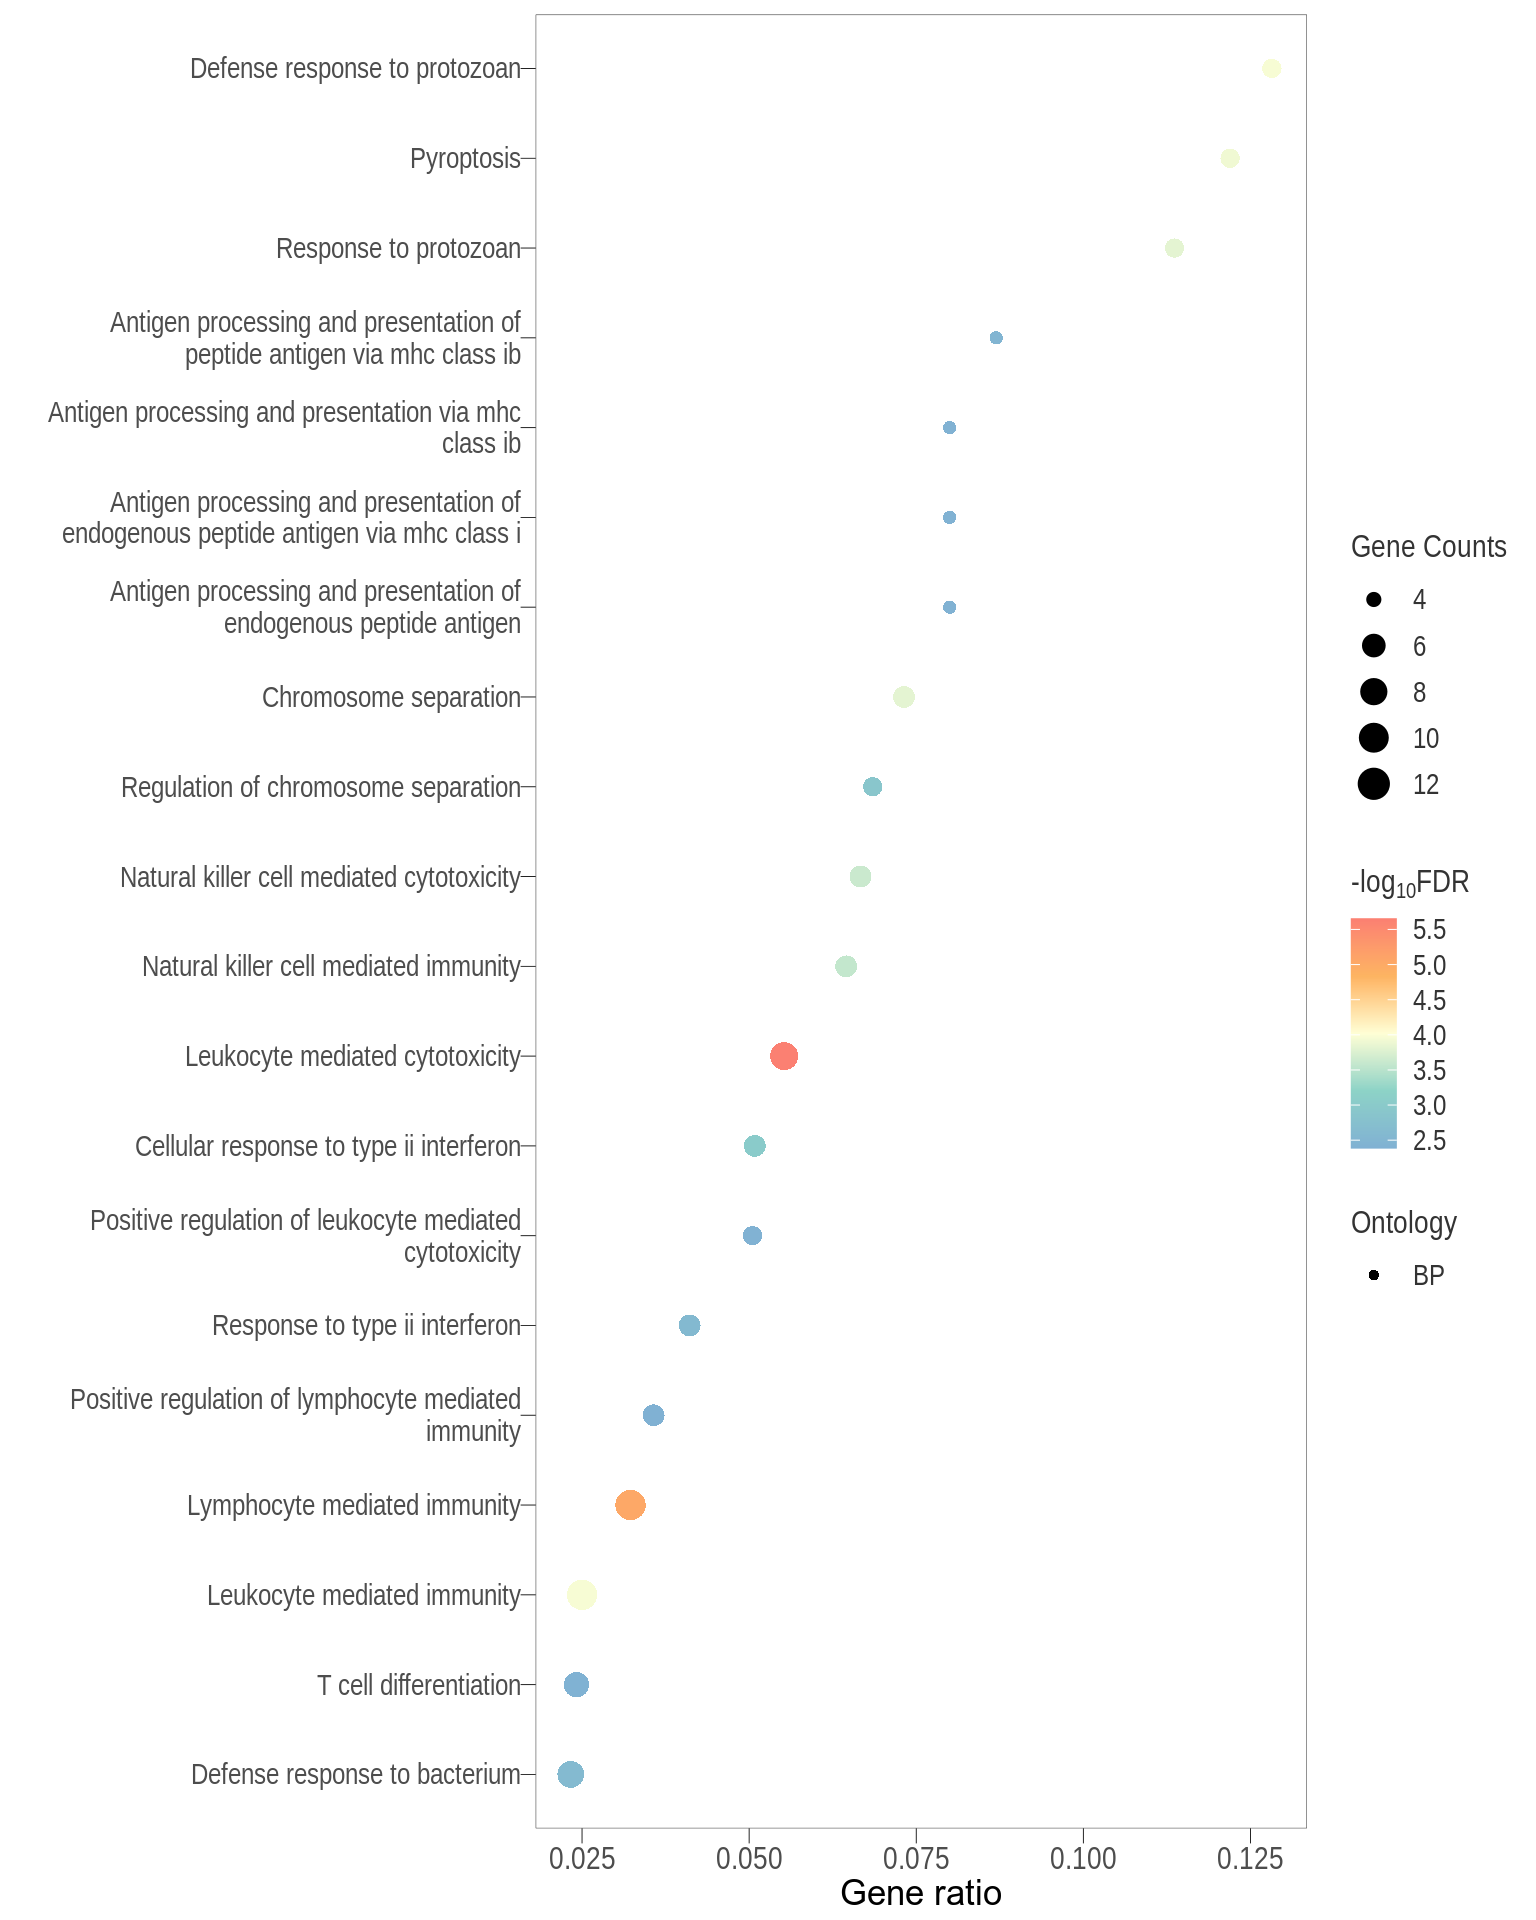 Defense response to protozoan
Pyroptosis
Response to protozoan
Antigen processing and presentation of
peptide antigen via mhc class ib
Antigen processing and presentation via mhc
class ib
Antigen processing and presentation of
endogenous peptide antigen via mhc class i
Antigen processing and presentation of
endogenous peptide antigen
Chromosome separation
Regulation of chromosome separation
Natural killer cell mediated cytotoxicity
Natural killer cell mediated immunity
Leukocyte mediated cytotoxicity
Cellular response to type ii interferon
Positive regulation of leukocyte mediated
cytotoxicity
Response to type ii interferon
Positive regulation of lymphocyte mediated
immunity
Lymphocyte mediated immunity
Leukocyte mediated immunity
T cell differentiation
Defense response to bacterium
0.025 0.050 0.075 0.100 0.125
Gene ratio
Gene Counts
4
6
8
10
12
-log₁₀FDR
5.5
5.0
4.5
4.0
3.5
3.0
2.5
Ontology
BP